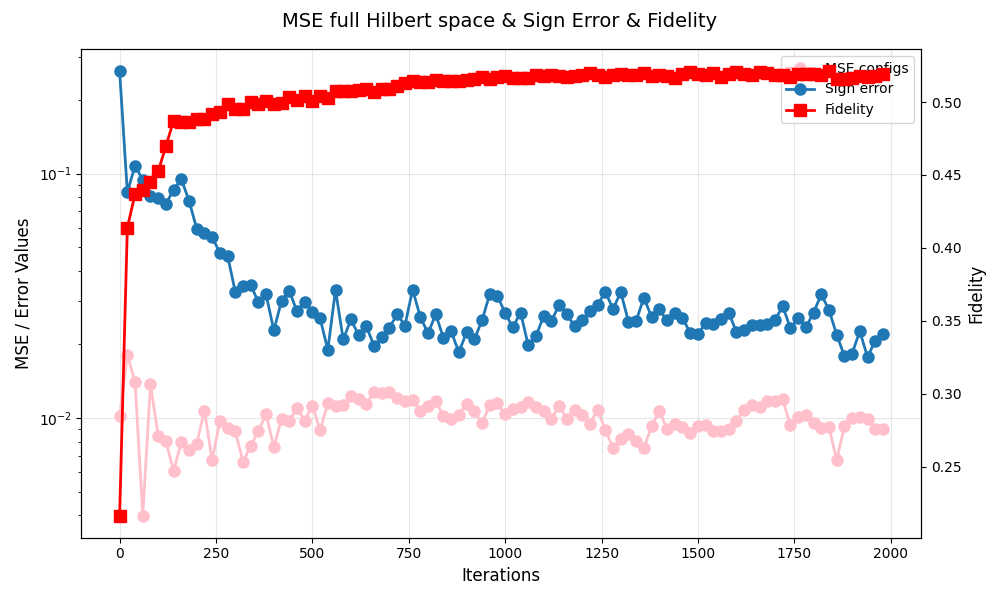 MSE full Hilbert space & Sign Error & Fidelity
MSE configs
Sign error
Fidelity
MSE / Error Values
10⁻¹
10⁻²
0.50
0.45
0.40
0.35
0.30
0.25
Fidelity
0 250 500 750 1000 1250 1500 1750 2000
Iterations